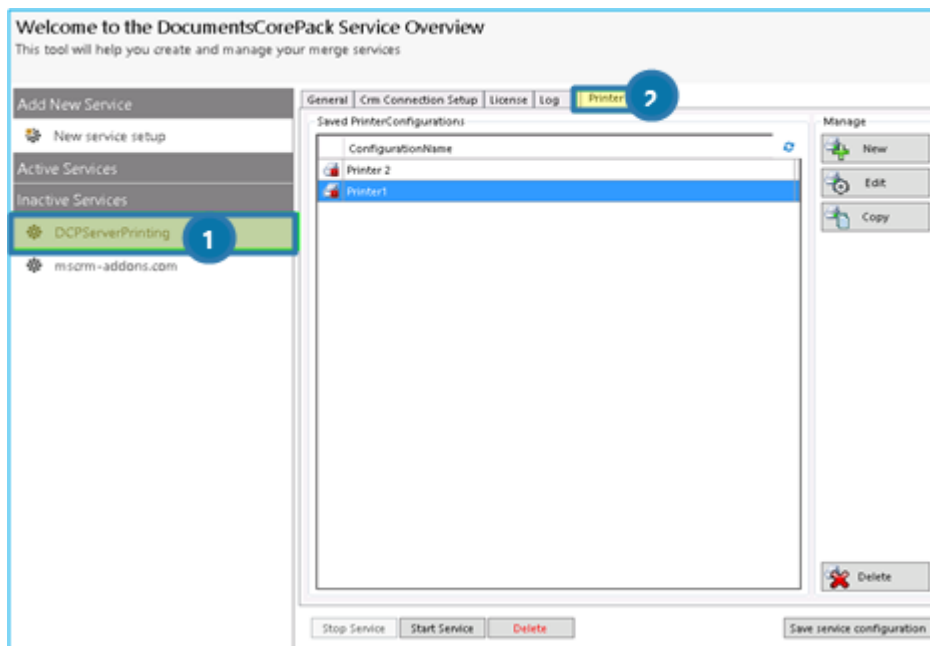 Welcome to the DocumentsCorePack Service Overview
This tool will help you create and manage your merge services
Add New Service
New service setup
Active Services
Inactive Services
DCPServerPrinting
1
mscrm-addons.com
General
Crm Connection Setup
License
Log
Printer
2
Saved PrinterConfigurations
ConfigurationName
Printer 2
Printer1
Manage
New
Edit
Copy
Delete
Stop Service
Start Service
Delete
Save service configuration